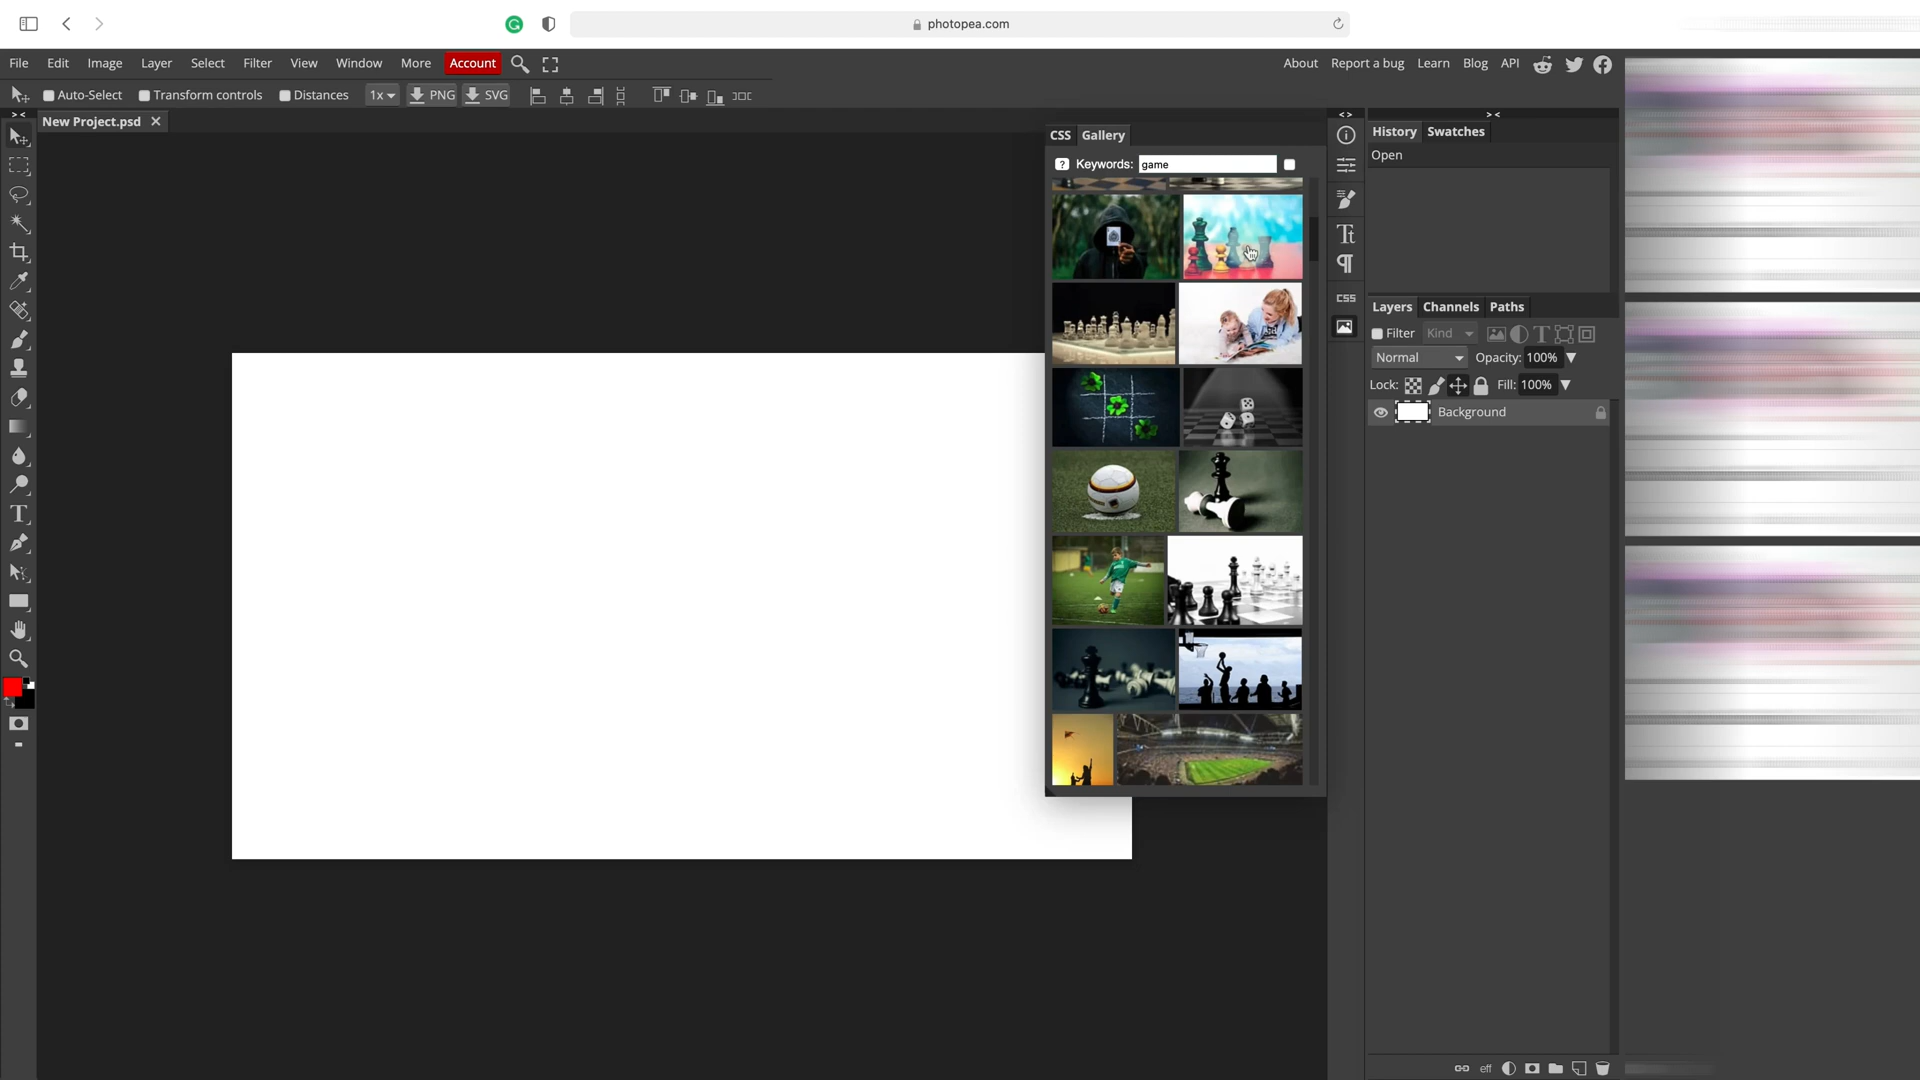 photopea.com
File Edit Image Layer Select Filter View Window More Account
About Report a bug Learn Blog API
Auto-Select Transform controls Distances 1x PNG SVG
New Project.psd
CSS Gallery
Keywords: game
History Swatches
Open
CSS
Layers Channels Paths
Filter Kind
Normal Opacity: 100%
Lock: Fill: 100%
Background
eff